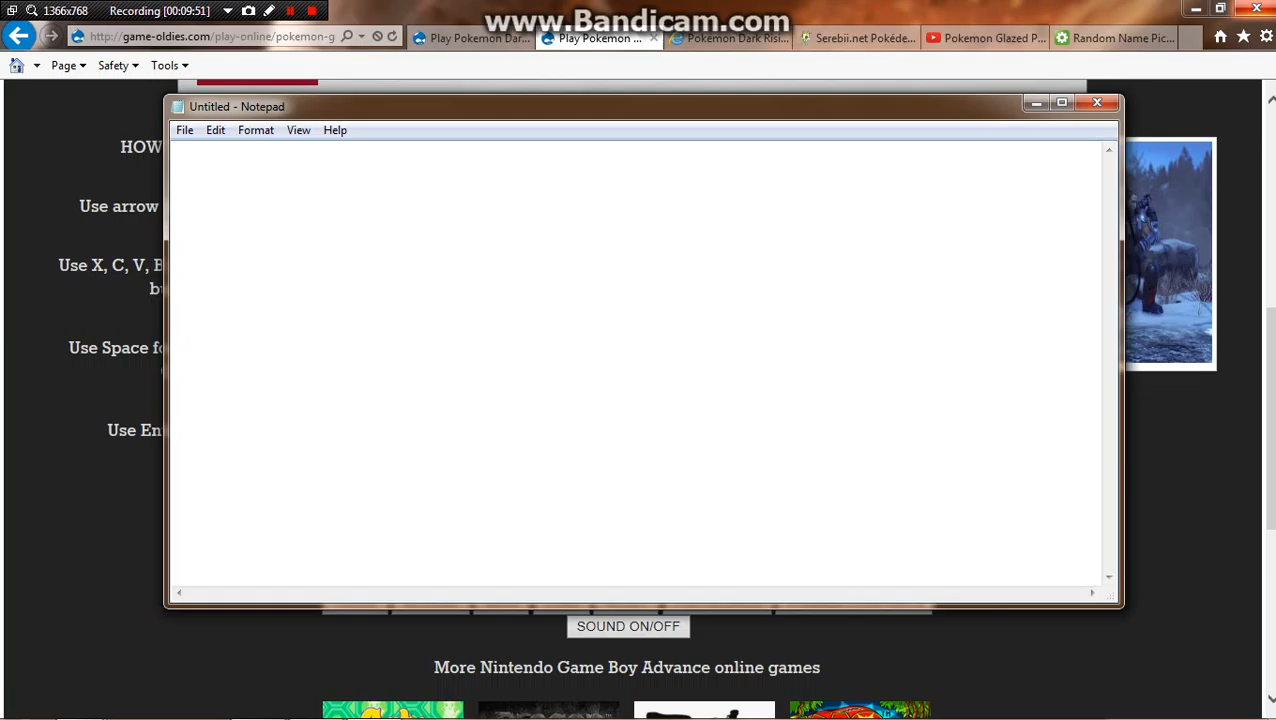 www.Bandicam.com
1366x768 Recording [00:09:51]
http://game-oldies.com/play-online/pokemon-g
Play Pokemon Dar...
Play Pokemon ...
Pokemon Dark Risi...
Serebii.net Pokéde...
Pokemon Glazed P...
Random Name Pic...
Page Safety Tools
Untitled - Notepad
File Edit Format View Help
HOW
Use arrow
Use X, C, V, B
bu
Use Space fo
Use En
SOUND ON/OFF
More Nintendo Game Boy Advance online games